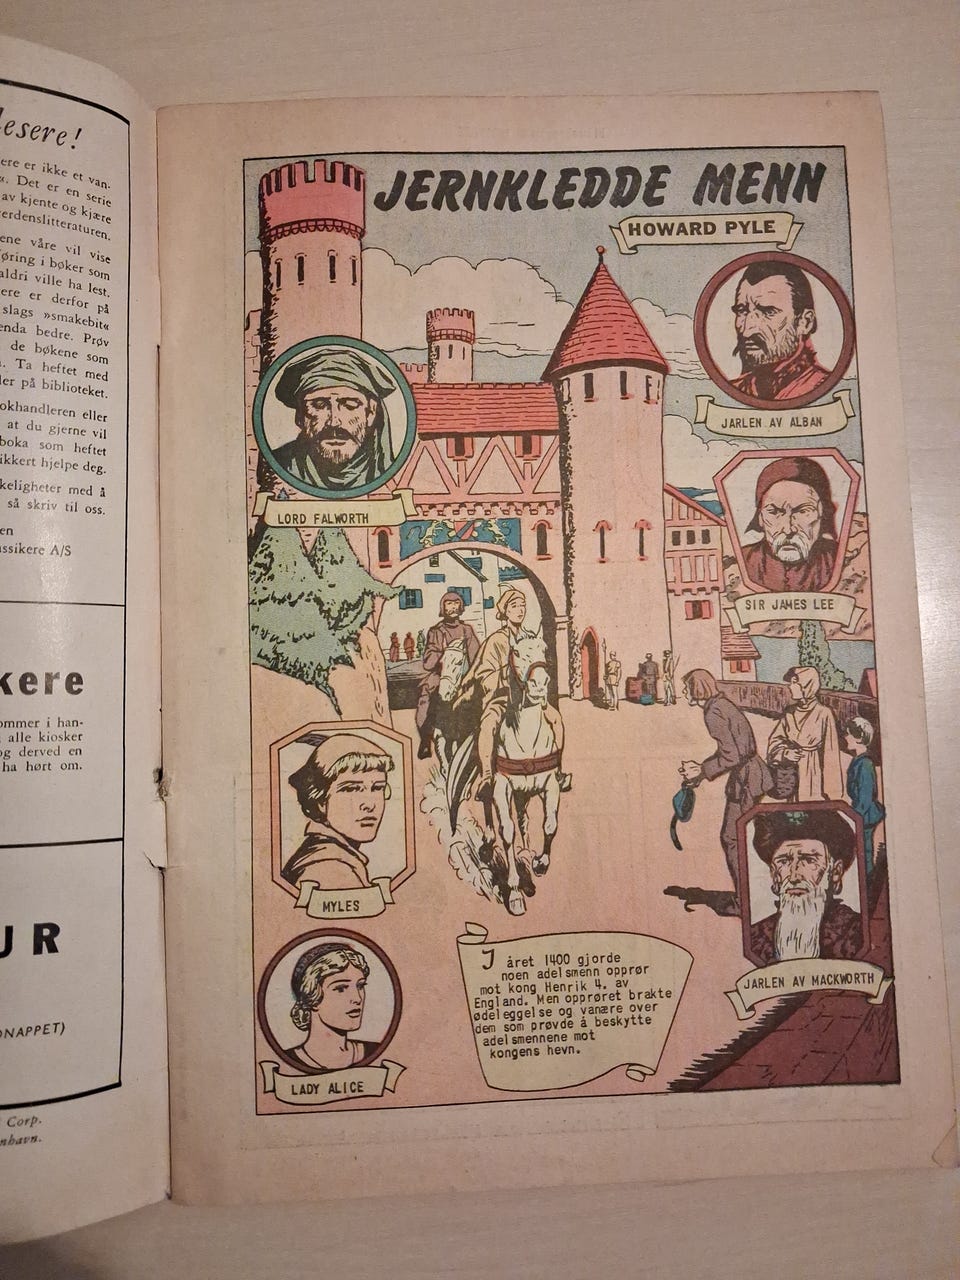 lesere!
ere er ikke et van.
«. Det er en serie
av kjente og kjære
verdenslitteraturen.
ene våre vil vise
øring i bøker som
aldri ville ha lest.
ere er derfor på
slags »smakebit«
enda bedre. Prøv
de bøkene som
. Ta heftet med
ler på biblioteket.
okhandleren eller
at du gjerne vil
boka som heftet
ikkert hjelpe deg.
keligheter med å
så skriv til oss.
en
assikere A/S
kere
ommer i han-
alle kiosker
og derved en
ha hørt om.
UR
DNAPPET)
Corp.
nhavn.
JERNKLEDDE MENN
HOWARD PYLE
JARLEN AV ALBAN
LORD FALWORTH
SIR JAMES LEE
MYLES
JARLEN AV MACKWORTH
LADY ALICE
I året 1400 gjorde
noen adelsmenn opprør
mot kong Henrik 4. av
England. Men opprøret brakte
ødeleggelse og vanære over
dem som prøvde å beskytte
adelsmennene mot
kongens hevn.